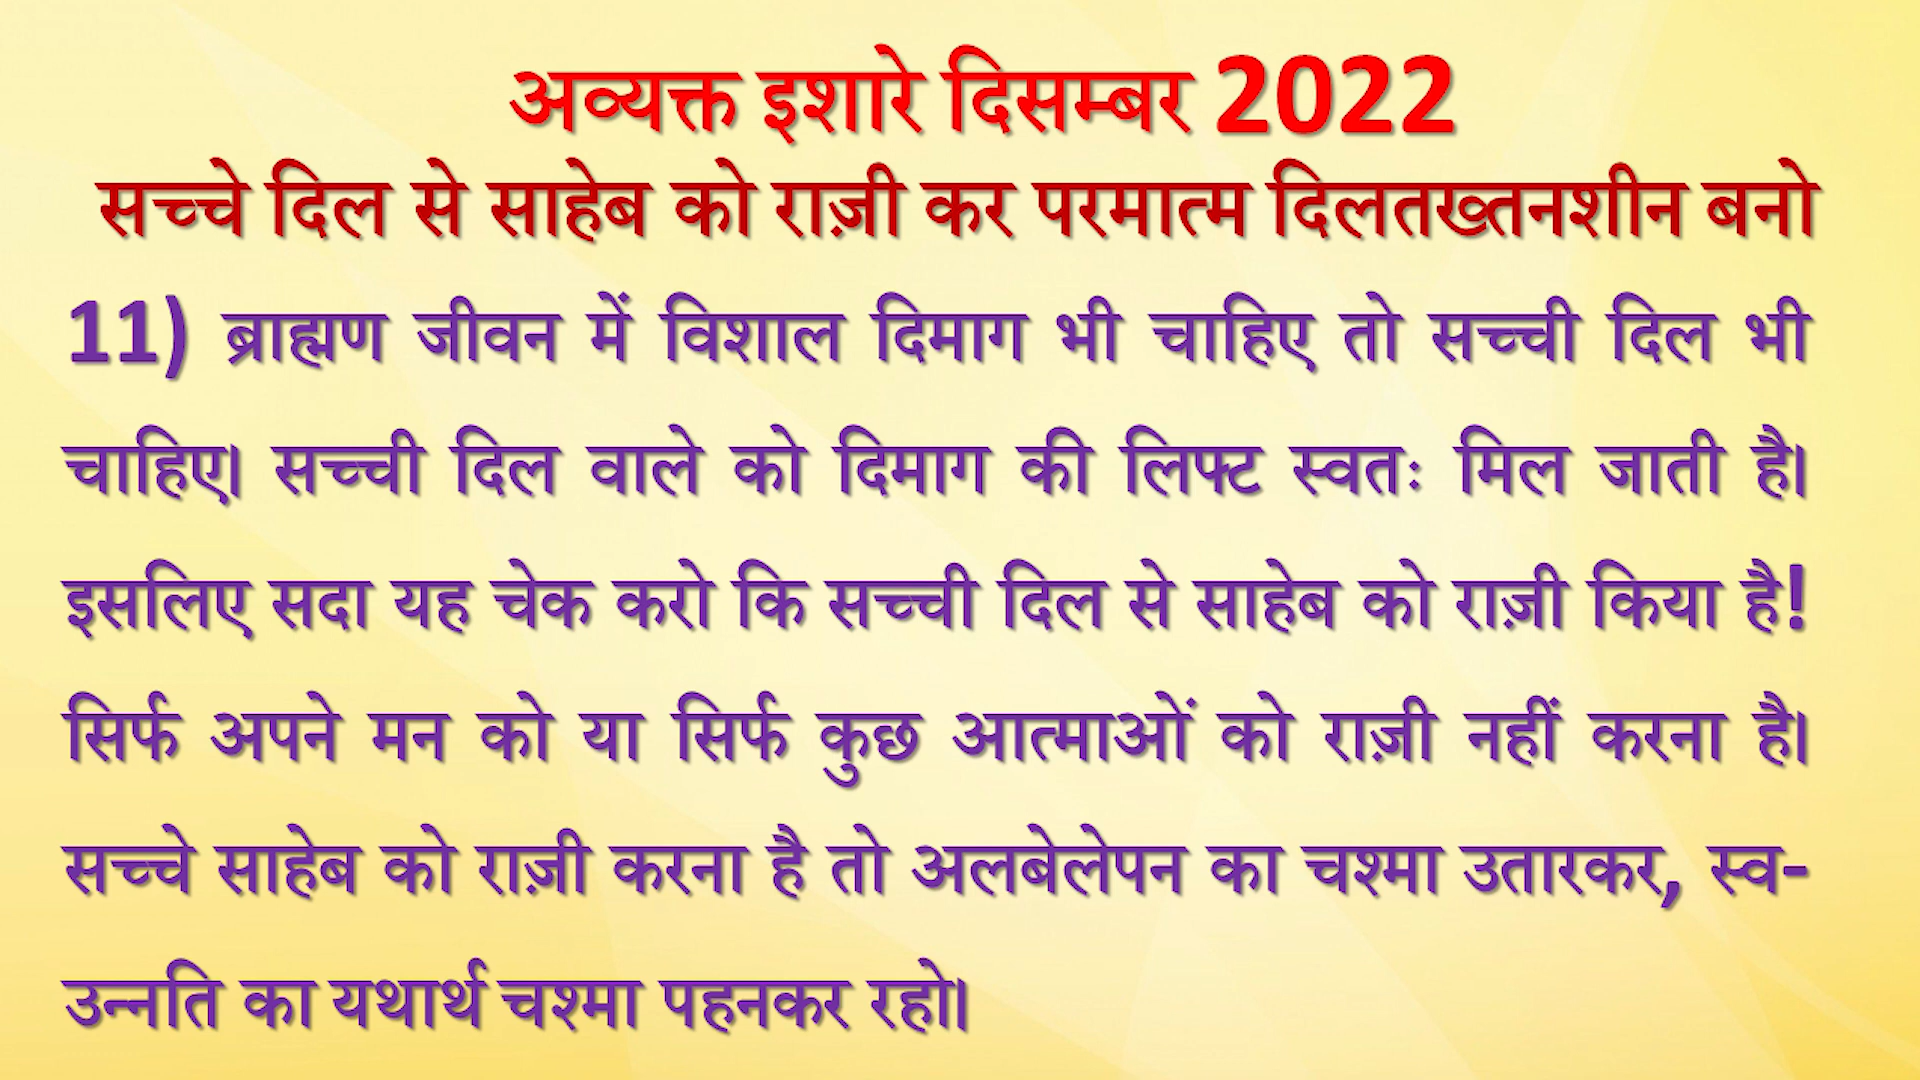 अव्यक्त इशारे दिसम्बर 2022
सच्चे दिल से साहेब को राज़ी कर परमात्म दिलतख्तनशीन बनो
11) ब्राह्मण जीवन में विशाल दिमाग भी चाहिए तो सच्ची दिल भी
चाहिए। सच्ची दिल वाले को दिमाग की लिफ्ट स्वतः मिल जाती है।
इसलिए सदा यह चेक करो कि सच्ची दिल से साहेब को राज़ी किया है!
सिर्फ अपने मन को या सिर्फ कुछ आत्माओं को राज़ी नहीं करना है।
सच्चे साहेब को राज़ी करना है तो अलबेलेपन का चश्मा उतारकर, स्व-
उन्नति का यथार्थ चश्मा पहनकर रहो।